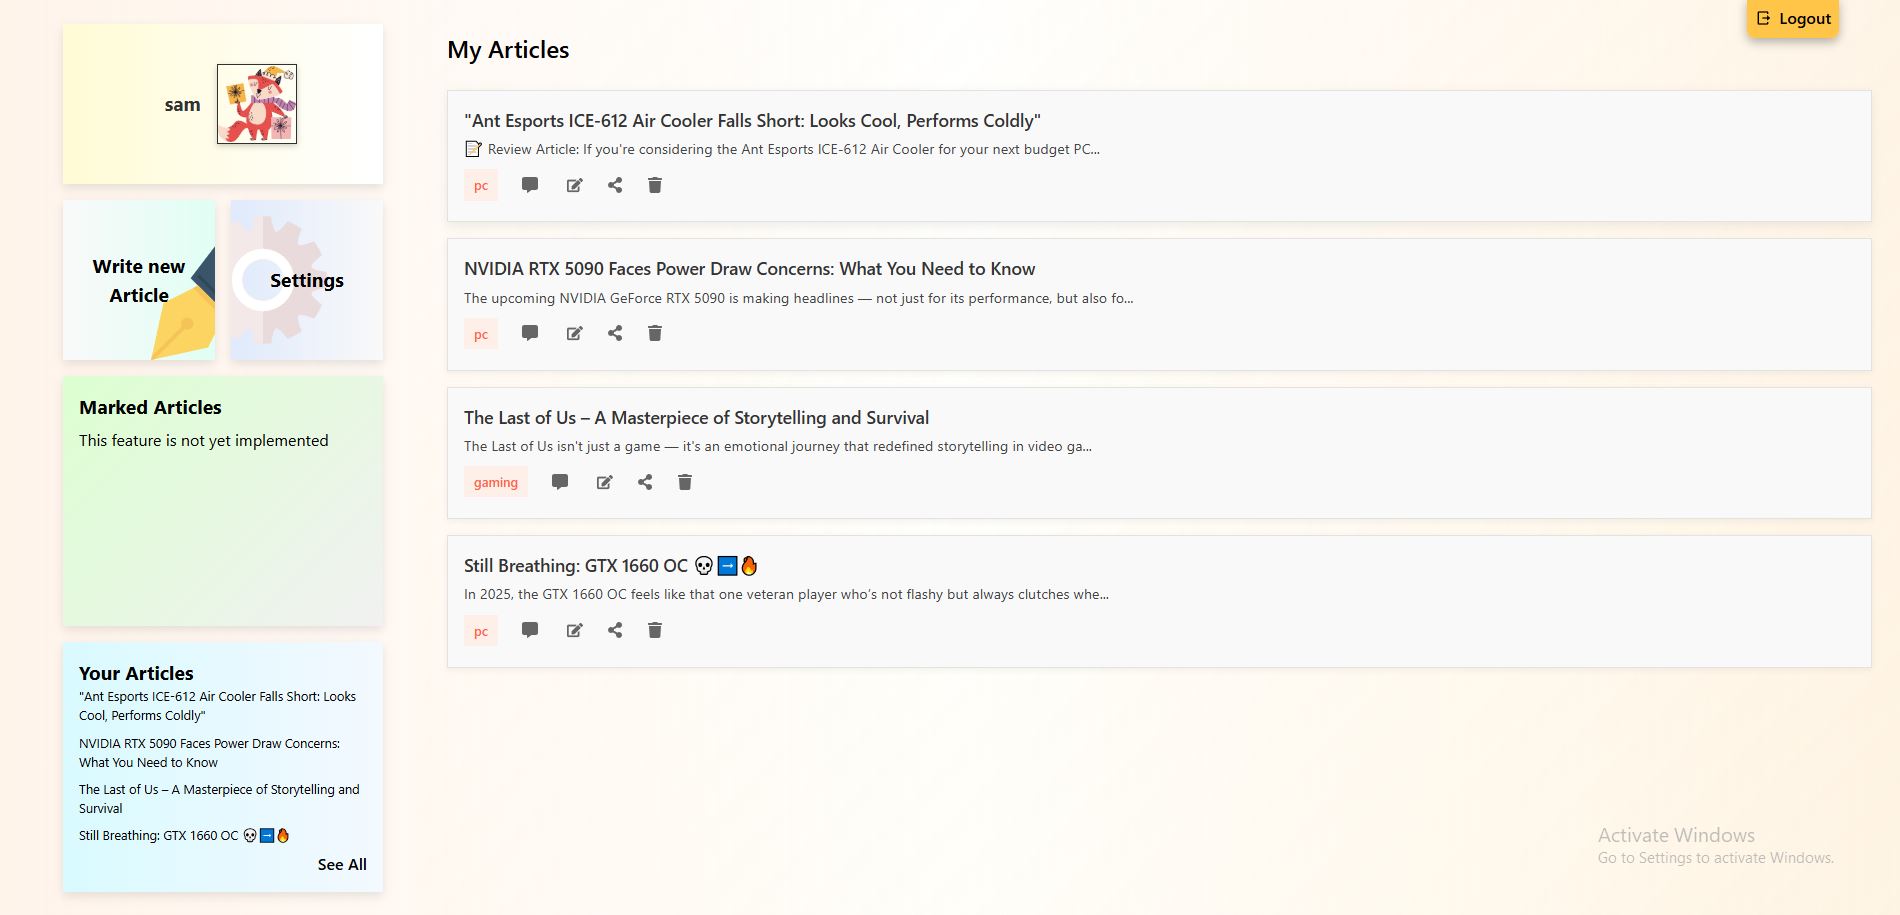 Logout
sam
Write new
Article
Settings
Marked Articles
This feature is not yet implemented
Your Articles
"Ant Esports ICE-612 Air Cooler Falls Short: Looks
Cool, Performs Coldly"
NVIDIA RTX 5090 Faces Power Draw Concerns:
What You Need to Know
The Last of Us – A Masterpiece of Storytelling and
Survival
Still Breathing: GTX 1660 OC 💀➡️🔥
See All
My Articles
"Ant Esports ICE-612 Air Cooler Falls Short: Looks Cool, Performs Coldly"
📝 Review Article: If you're considering the Ant Esports ICE-612 Air Cooler for your next budget PC...
pc
NVIDIA RTX 5090 Faces Power Draw Concerns: What You Need to Know
The upcoming NVIDIA GeForce RTX 5090 is making headlines — not just for its performance, but also fo...
pc
The Last of Us – A Masterpiece of Storytelling and Survival
The Last of Us isn't just a game — it's an emotional journey that redefined storytelling in video ga...
gaming
Still Breathing: GTX 1660 OC 💀➡️🔥
In 2025, the GTX 1660 OC feels like that one veteran player who's not flashy but always clutches whe...
pc
Activate Windows
Go to Settings to activate Windows.